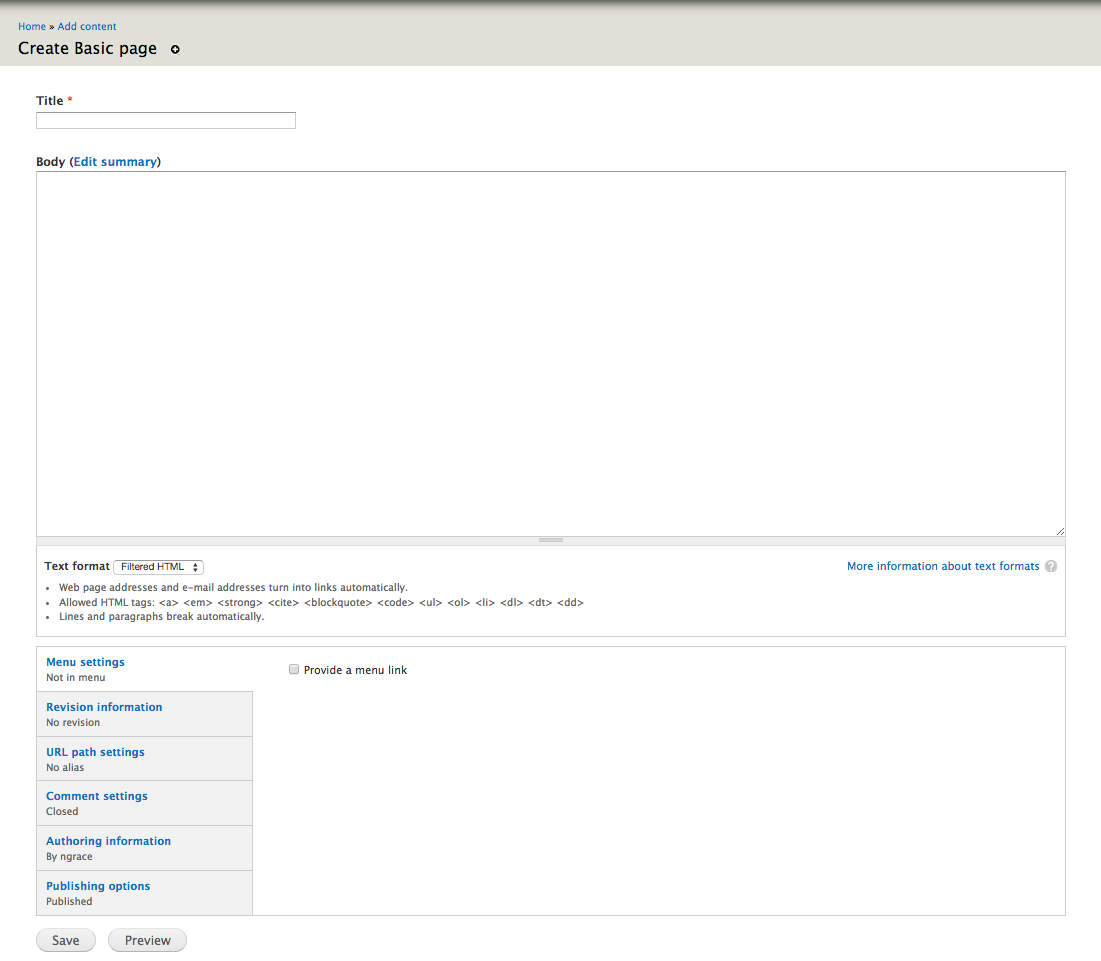 Home » Add content
Create Basic page
Title *
Body (Edit summary)
Text format Filtered HTML More information about text formats ?
• Web page addresses and e-mail addresses turn into links automatically.
• Allowed HTML tags: <a> <em> <strong> <cite> <blockquote> <code> <ul> <ol> <li> <dl> <dt> <dd>
• Lines and paragraphs break automatically.
Menu settings
Not in menu
Provide a menu link
Revision information
No revision
URL path settings
No alias
Comment settings
Closed
Authoring information
By ngrace
Publishing options
Published
Save Preview